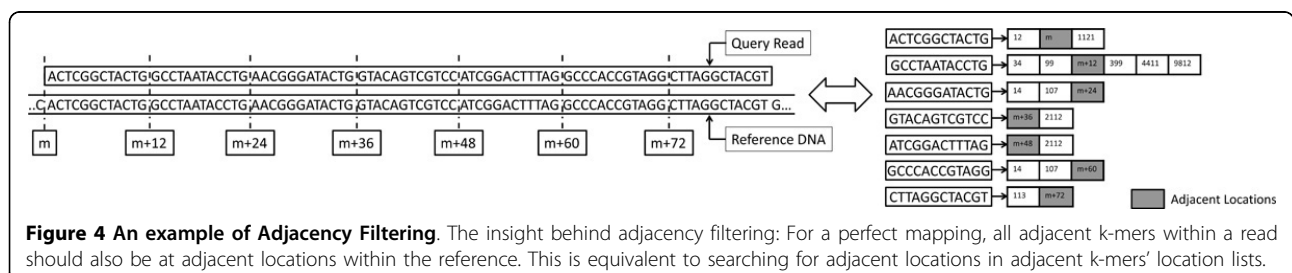 Query Read
ACTCGGCTACTG GCCTAATACCTG AACGGGATACTG GTACAGTCGTCC ATCGGACTTTAG GCCCACCGTAGG CTTAGGCTACGT
..C ACTCGGCTACTG GCCTAATACCTG AACGGGATACTG GTACAGTCGTCC ATCGGACTTTAG GCCCACCGTAGG CTTAGGCTACGT G...
m m+12 m+24 m+36 m+48 m+60 m+72
Reference DNA
ACTCGGCTACTG 12 m 1121
GCCTAATACCTG 34 99 m+12 399 4411 9812
AACGGGATACTG 14 107 m+24
GTACAGTCGTCC m+36 2112
ATCGGACTTTAG m+48 2112
GCCCACCGTAGG 14 107 m+60
CTTAGGCTACGT 113 m+72
Adjacent Locations
Figure 4 An example of Adjacency Filtering. The insight behind adjacency filtering: For a perfect mapping, all adjacent k-mers within a read
should also be at adjacent locations within the reference. This is equivalent to searching for adjacent locations in adjacent k-mers' location lists.